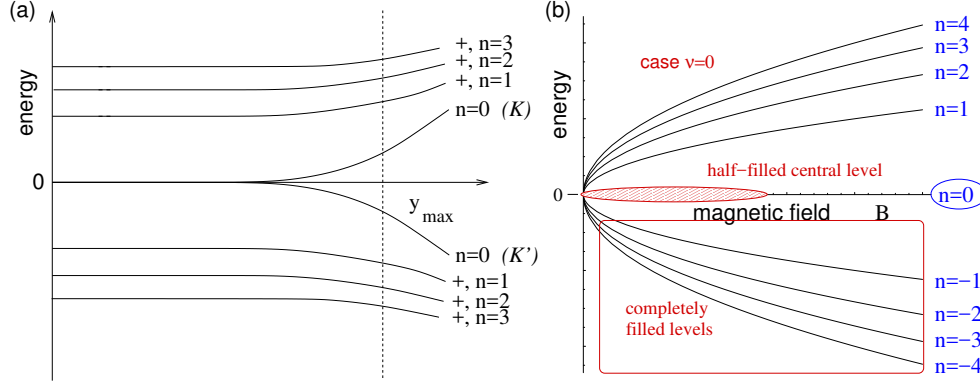 (a)
energy
0
+, n=3
+, n=2
+, n=1
n=0 (K)
y_max
n=0 (K')
+, n=1
+, n=2
+, n=3
(b)
energy
case ν=0
n=4
n=3
n=2
n=1
half−filled central level
0
n=0
magnetic field B
n=−1
n=−2
n=−3
n=−4
completely
filled levels